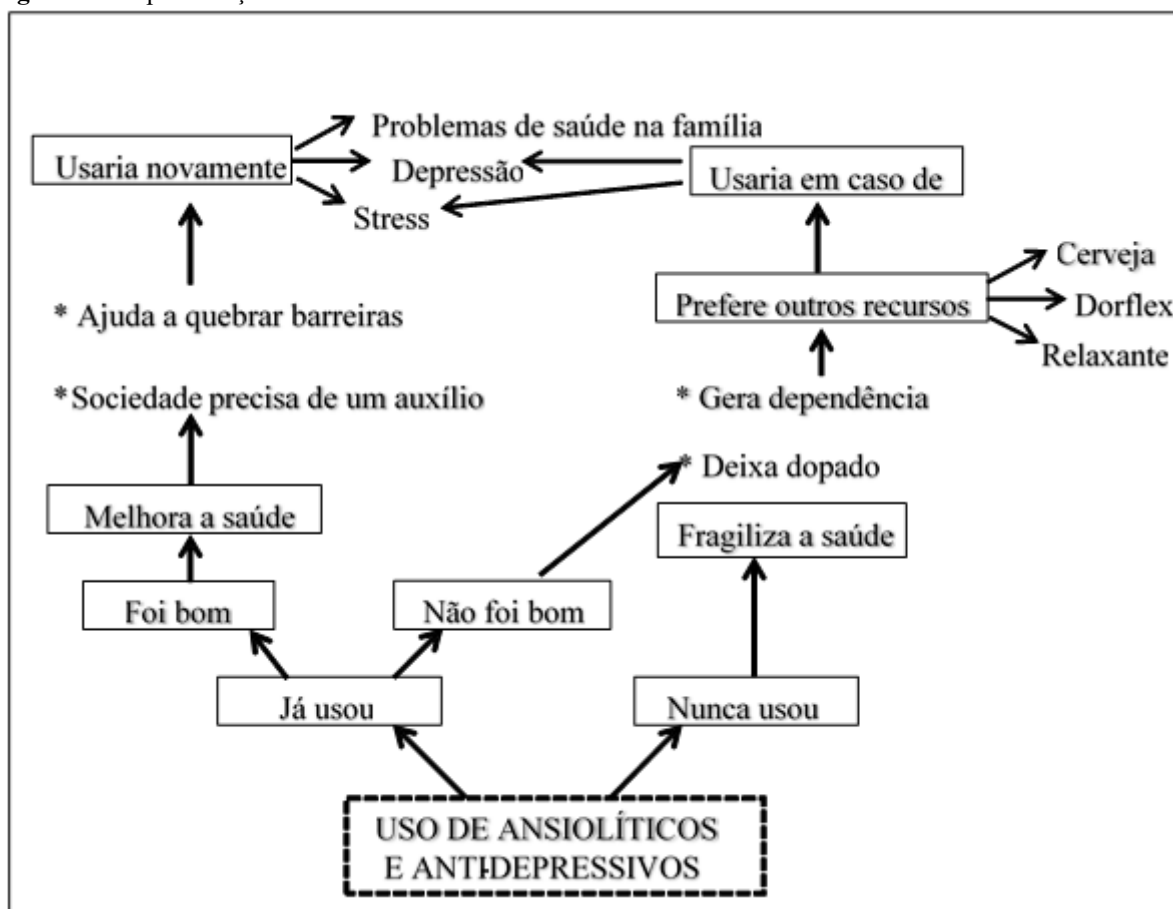 Problemas de saúde na família
Usaria novamente
Depressão
Usaria em caso de
Stress
Cerveja
* Ajuda a quebrar barreiras
Prefere outros recursos
Dorflex
Relaxante
*Sociedade precisa de um auxílio
* Gera dependência
* Deixa dopado
Melhora a saúde
Fragiliza a saúde
Foi bom
Não foi bom
Já usou
Nunca usou
USO DE ANSIOLÍTICOS
E ANTI-DEPRESSIVOS